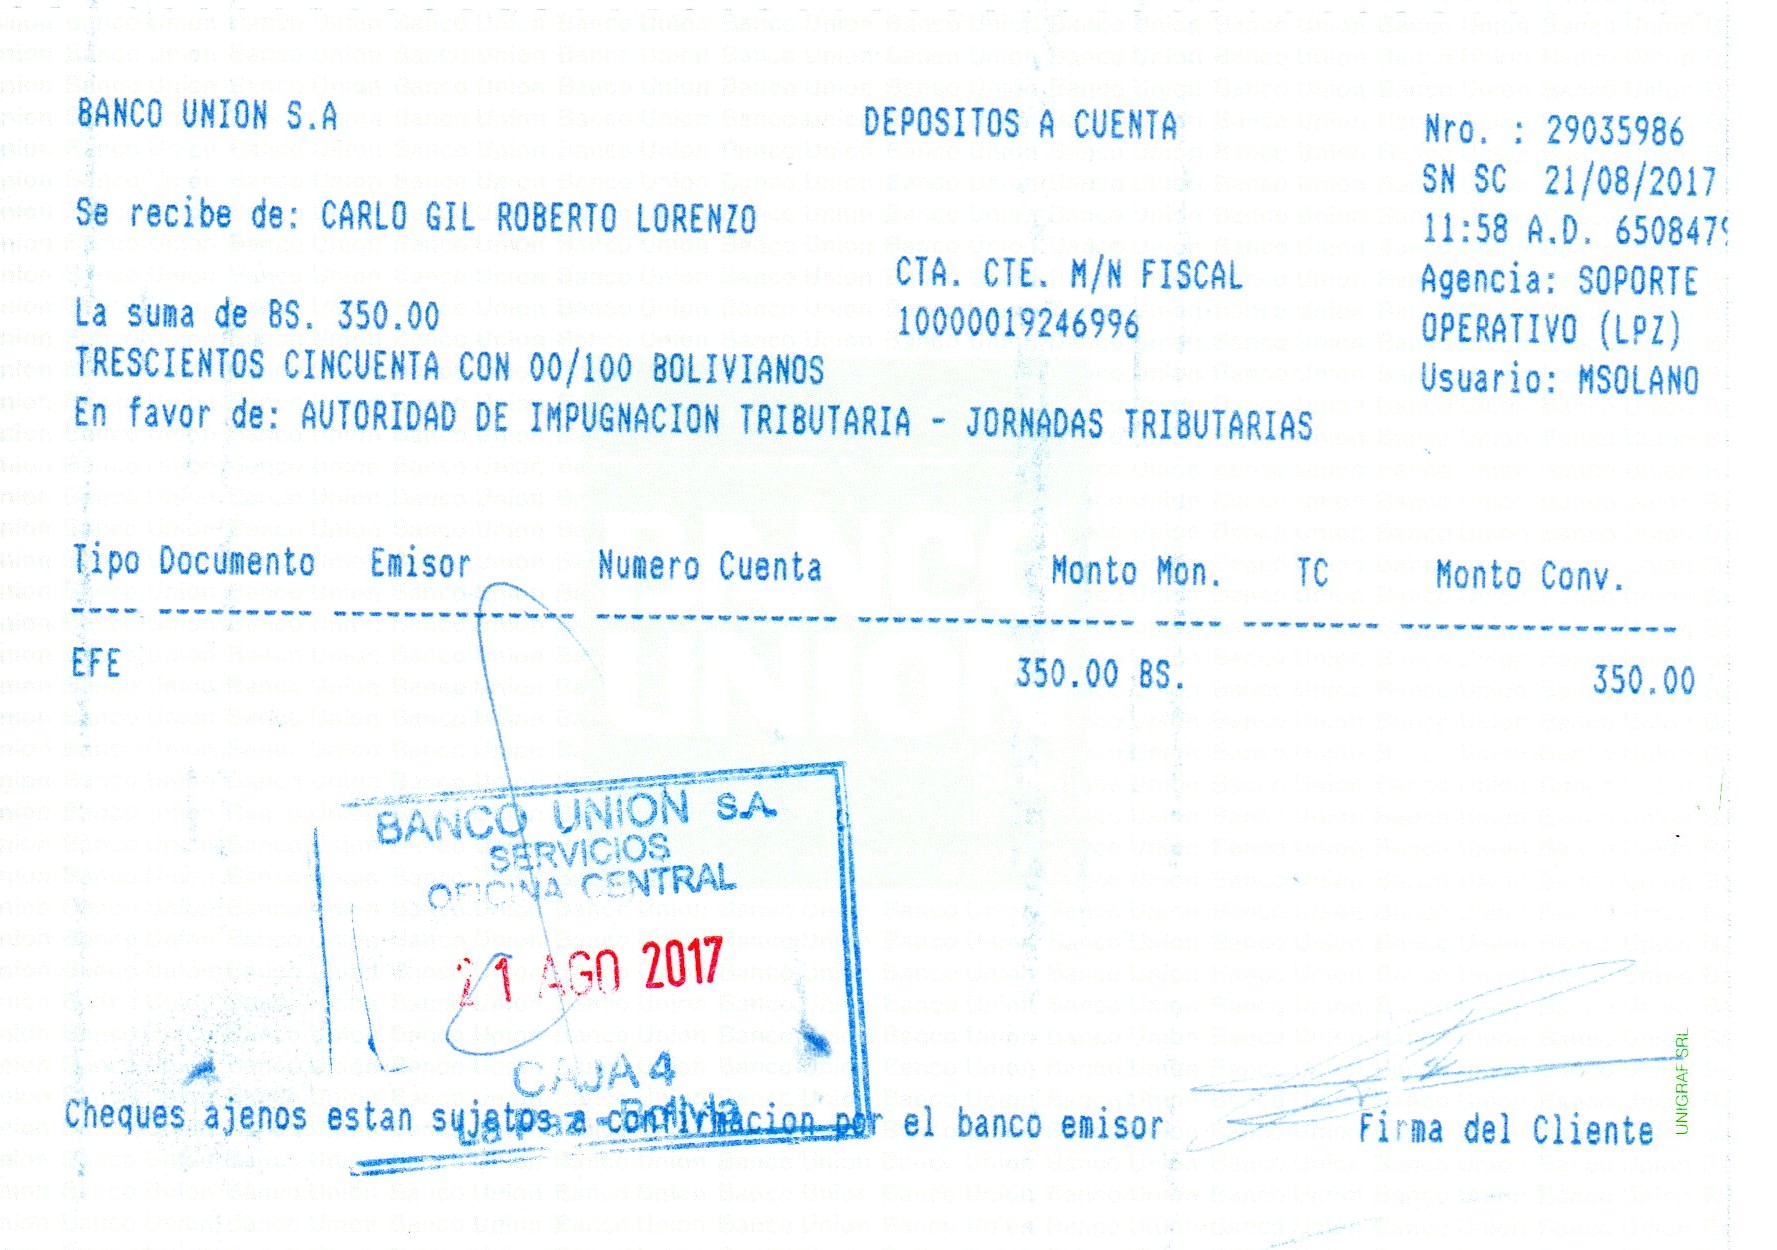 BANCO UNION S.A
DEPOSITOS A CUENTA
Nro. : 29035986
SN SC 21/08/2017
11:58 A.D. 650847
Se recibe de: CARLO GIL ROBERTO LORENZO
CTA. CTE. M/N FISCAL
10000019246996
Agencia: SOPORTE
OPERATIVO (LPZ)
Usuario: MSOLANO
La suma de BS. 350.00
TRESCIENTOS CINCUENTA CON 00/100 BOLIVIANOS
En favor de: AUTORIDAD DE IMPUGNACION TRIBUTARIA - JORNADAS TRIBUTARIAS
Tipo Documento Emisor Numero Cuenta Monto Mon. TC Monto Conv.
EFE 350.00 BS. 350.00
BANCO UNION S.A.
SERVICIOS
OFICINA CENTRAL
21 AGO 2017
CAJA 4
La Paz - Bolivia
Cheques ajenos estan sujetos a confirmacion por el banco emisor
Firma del Cliente
UNIGRAF SRL